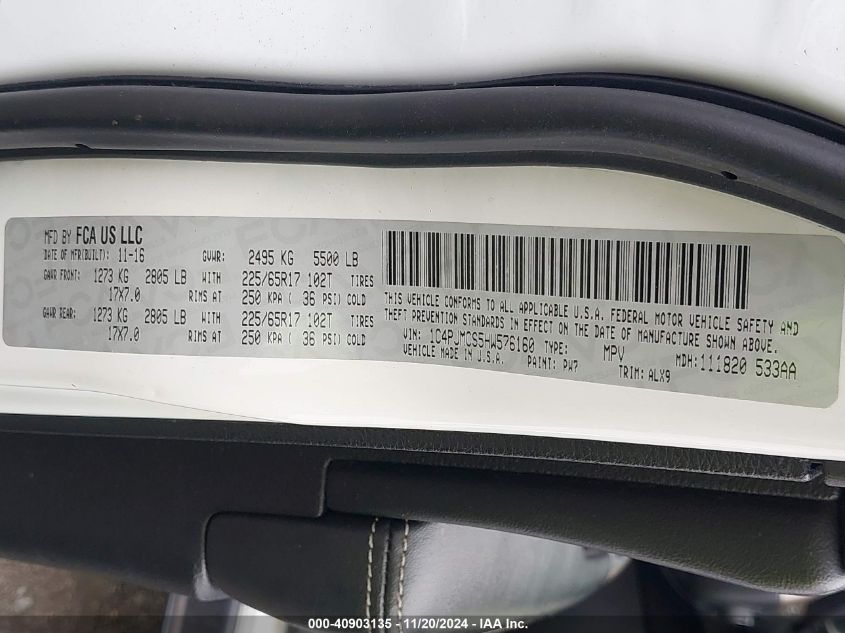 MFD BY FCA US LLC
DATE OF MFR(BUILT): 11-16 GVWR: 2495 KG 5500 LB
GAWR FRONT: 1273 KG 2805 LB WITH 225/65R17 102T TIRES
17X7.0 RIMS AT 250 KPA ( 36 PSI) COLD
GAWR REAR: 1273 KG 2805 LB WITH 225/65R17 102T TIRES
17X7.0 RIMS AT 250 KPA ( 36 PSI) COLD
THIS VEHICLE CONFORMS TO ALL APPLICABLE U.S.A. FEDERAL MOTOR VEHICLE SAFETY AND
THEFT PREVENTION STANDARDS IN EFFECT ON THE DATE OF MANUFACTURE SHOWN ABOVE.
VIN: 1C4PJMCS5HW576160 TYPE: MPV MDH: 111820 533AA
VEHICLE MADE IN U.S.A. PAINT: PW7 TRIM: ALX9
000-40903135 - 11/20/2024 - IAA Inc.